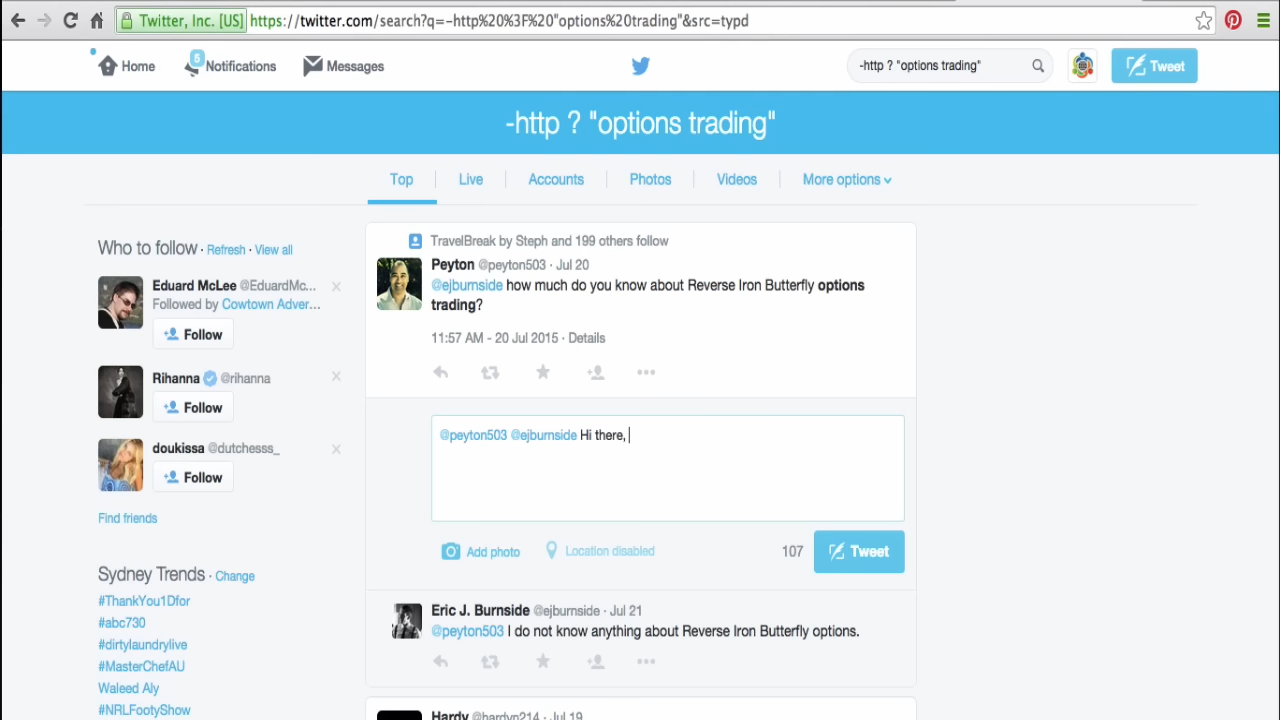 Twitter, Inc. [US] https://twitter.com/search?q=-http%20%3F%20"options%20trading"&src=typd
5
Home Notifications Messages -http ? "options trading" Tweet
-http ? "options trading"
Top Live Accounts Photos Videos More options
Who to follow · Refresh · View all
Eduard McLee @EduardMc...
Followed by Cowtown Adver...
Follow
Rihanna @rihanna
Follow
doukissa @dutchesss_
Follow
Find friends
Sydney Trends · Change
#ThankYou1Dfor
#abc730
#dirtylaundrylive
#MasterChefAU
Waleed Aly
#NRLFootyShow
TravelBreak by Steph and 199 others follow
Peyton @peyton503 · Jul 20
@ejburnside how much do you know about Reverse Iron Butterfly options
trading?
11:57 AM - 20 Jul 2015 · Details
@peyton503 @ejburnside Hi there,
Add photo Location disabled 107 Tweet
Eric J. Burnside @ejburnside · Jul 21
@peyton503 I do not know anything about Reverse Iron Butterfly options.
Hardy @hardyn214 · Jul 19